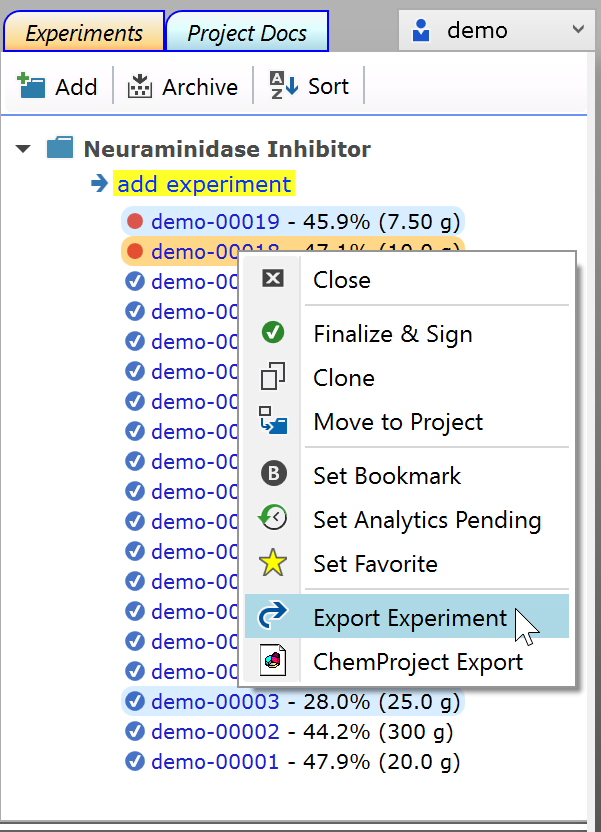 Experiments Project Docs demo
Add Archive Sort
Neuraminidase Inhibitor
add experiment
demo-00019 - 45.9% (7.50 g)
demo-00018 - 47.1% (10.0 g)
demo-00
Close
demo-00
demo-00
Finalize & Sign
demo-00
Clone
demo-00
Move to Project
demo-00
demo-00
Set Bookmark
demo-00
Set Analytics Pending
demo-00
demo-00
Set Favorite
demo-00
demo-00
Export Experiment
demo-00
demo-00
ChemProject Export
demo-00003 - 28.0% (25.0 g)
demo-00002 - 44.2% (300 g)
demo-00001 - 47.9% (20.0 g)